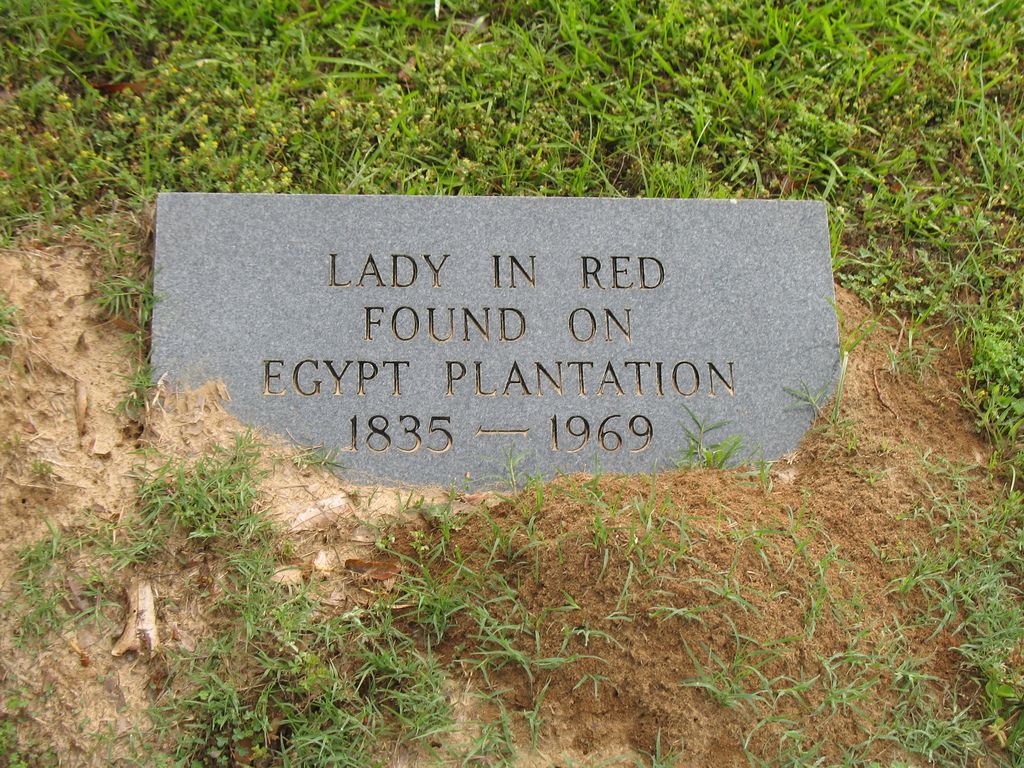 LADY IN RED
FOUND ON
EGYPT PLANTATION
1835 — 1969